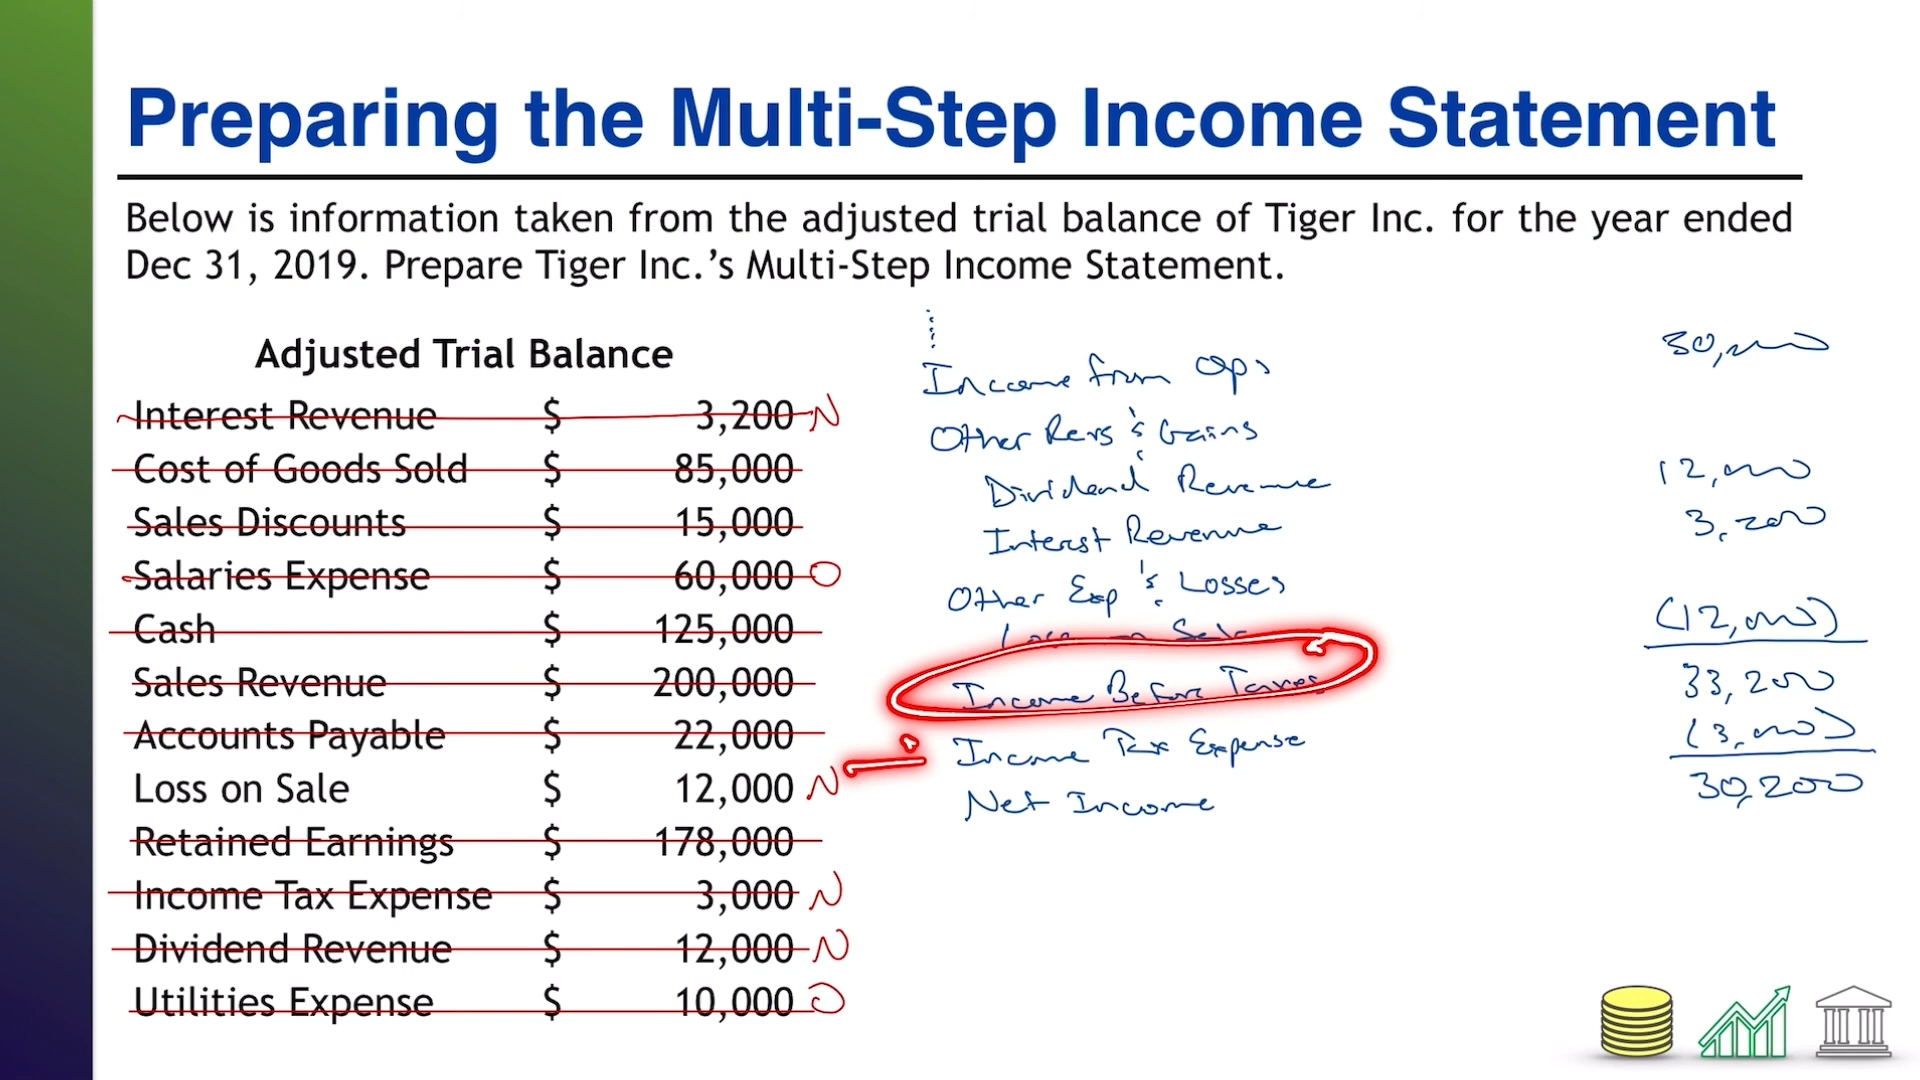 Preparing the Multi-Step Income Statement
Below is information taken from the adjusted trial balance of Tiger Inc. for the year ended
Dec 31, 2019. Prepare Tiger Inc.'s Multi-Step Income Statement.
Adjusted Trial Balance
Interest Revenue $ 3,200 N
Cost of Goods Sold $ 85,000
Sales Discounts $ 15,000
Salaries Expense $ 60,000 O
Cash $ 125,000
Sales Revenue $ 200,000
Accounts Payable $ 22,000
Loss on Sale $ 12,000 N
Retained Earnings $ 178,000
Income Tax Expense $ 3,000 N
Dividend Revenue $ 12,000 N
Utilities Expense $ 10,000 O
Income from Ops 30,000
Other Revs & Gains
Dividend Revenue 12,000
Interest Revenue 3,200
Other Exp & Losses
Loss on Sale (12,000)
Income Before Taxes 33,200
Income Tax Expense (3,000)
Net Income 30,200